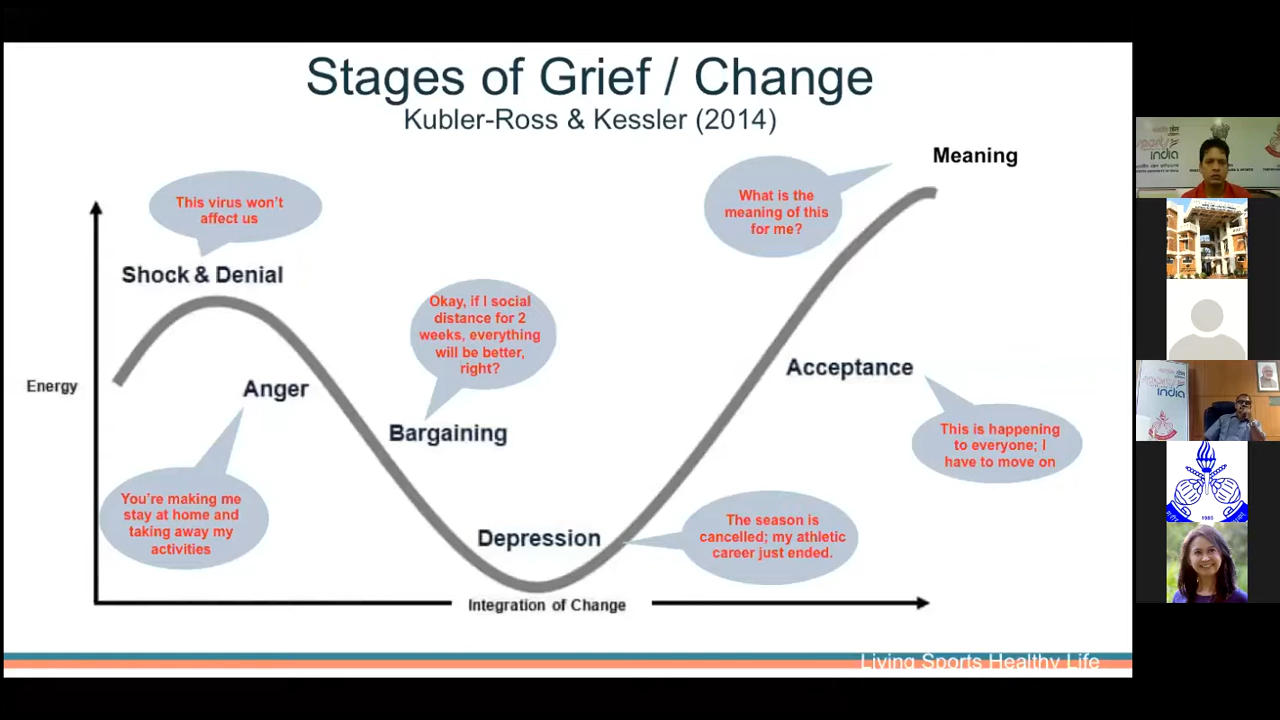 Stages of Grief / Change
Kubler-Ross & Kessler (2014)
Meaning
What is the
meaning of this
for me?
This virus won't
affect us
Shock & Denial
Okay, if I social
distance for 2
weeks, everything
will be better,
right?
Energy
Anger
Acceptance
Bargaining
This is happening
to everyone; I
have to move on
You're making me
stay at home and
taking away my
activities
Depression
The season is
cancelled; my athletic
career just ended.
Integration of Change
Living Sports Healthy Life
india
india
1985